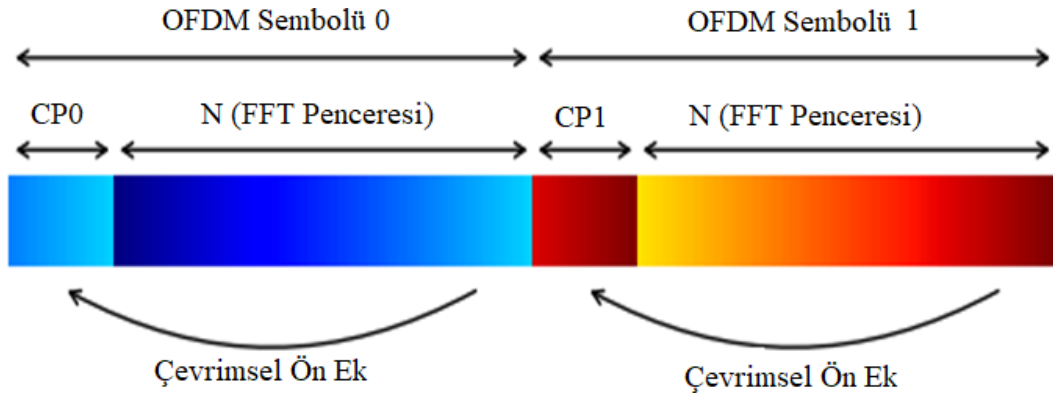 OFDM Sembolü 0
OFDM Sembolü 1
CP0
N (FFT Penceresi)
CP1
N (FFT Penceresi)
Çevrimsel Ön Ek
Çevrimsel Ön Ek